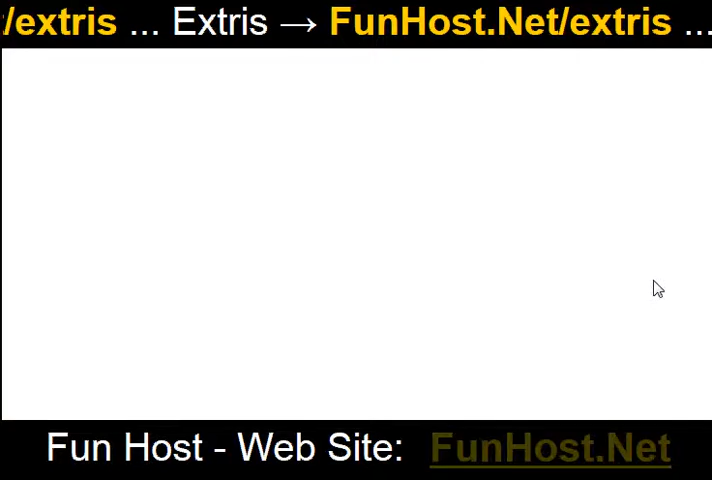 /extris ... Extris → FunHost.Net/extris ...
Fun Host - Web Site: FunHost.Net